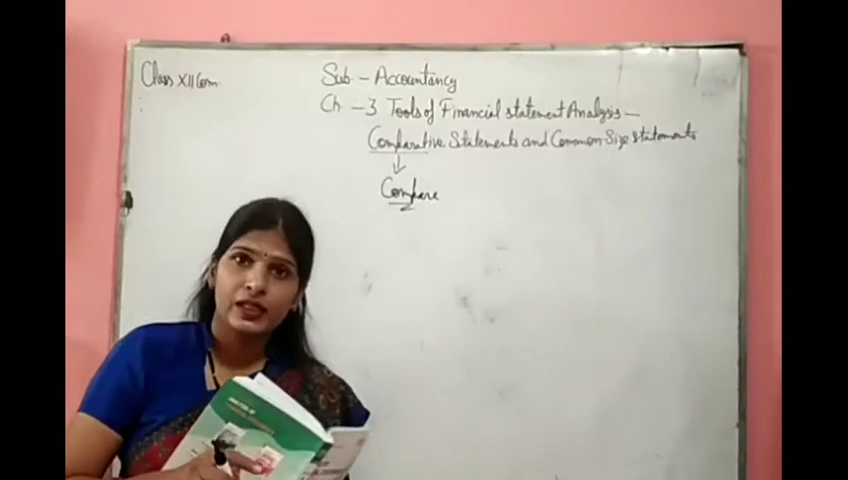 Class XII Com.
Sub - Accountancy
Ch - 3 Tools of Financial statement Analysis -
Comparative Statements and Common Size statements
Compare